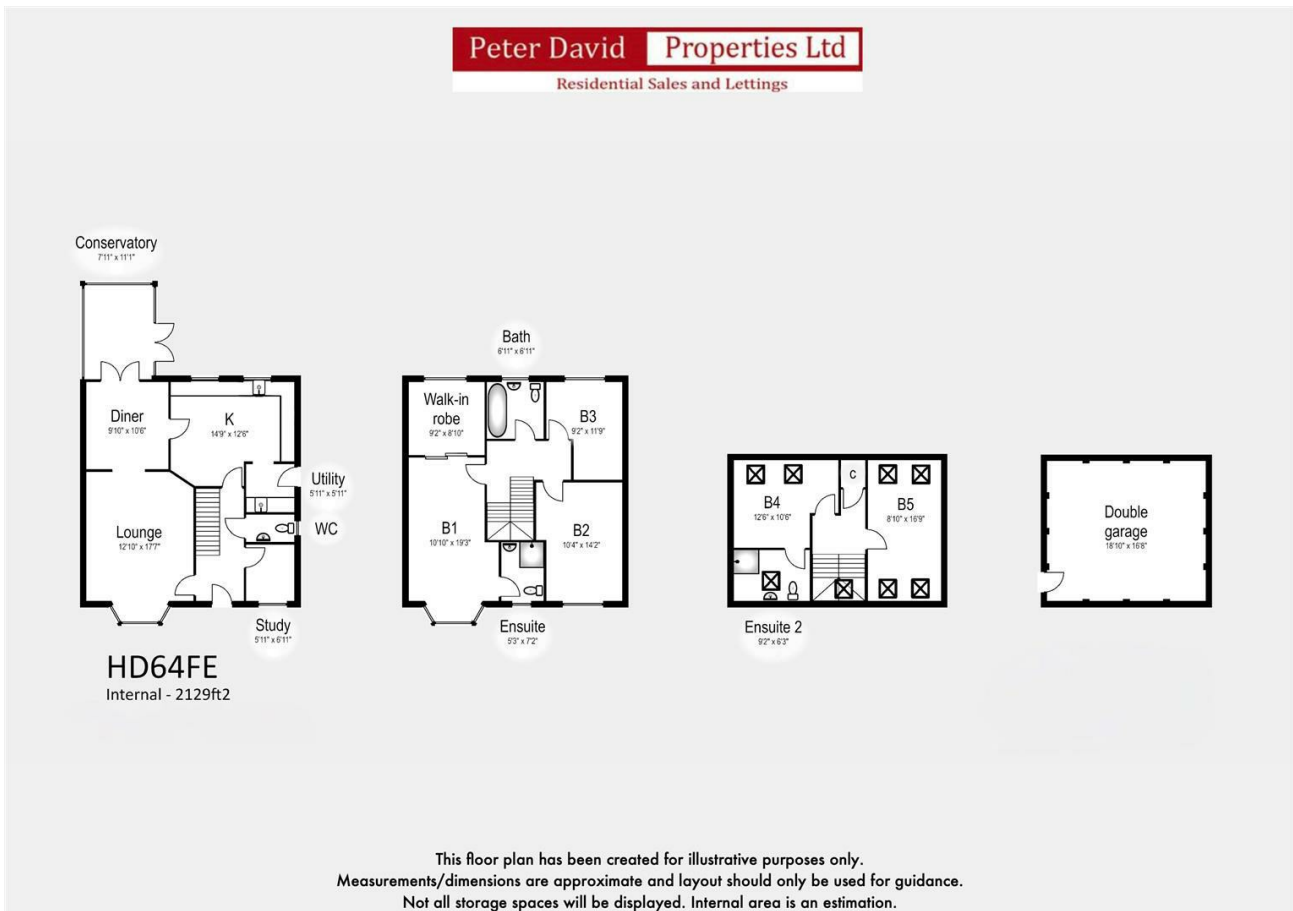 Peter David Properties Ltd
Residential Sales and Lettings
Conservatory
7'11" x 11'1"
Diner
9'10" x 10'6"
K
14'9" x 12'6"
Utility
5'11" x 5'11"
WC
Lounge
12'10" x 17'7"
Study
5'11" x 6'11"
Bath
6'11" x 6'11"
Walk-in
robe
9'2" x 8'10"
B3
9'2" x 11'9"
B1
10'10" x 19'3"
B2
10'4" x 14'2"
Ensuite
5'3" x 7'2"
C
B4
12'6" x 10'6"
B5
8'10" x 16'9"
Ensuite 2
9'2" x 6'3"
Double
garage
18'10" x 16'8"
HD64FE
Internal - 2129ft2
This floor plan has been created for illustrative purposes only.
Measurements/dimensions are approximate and layout should only be used for guidance.
Not all storage spaces will be displayed. Internal area is an estimation.